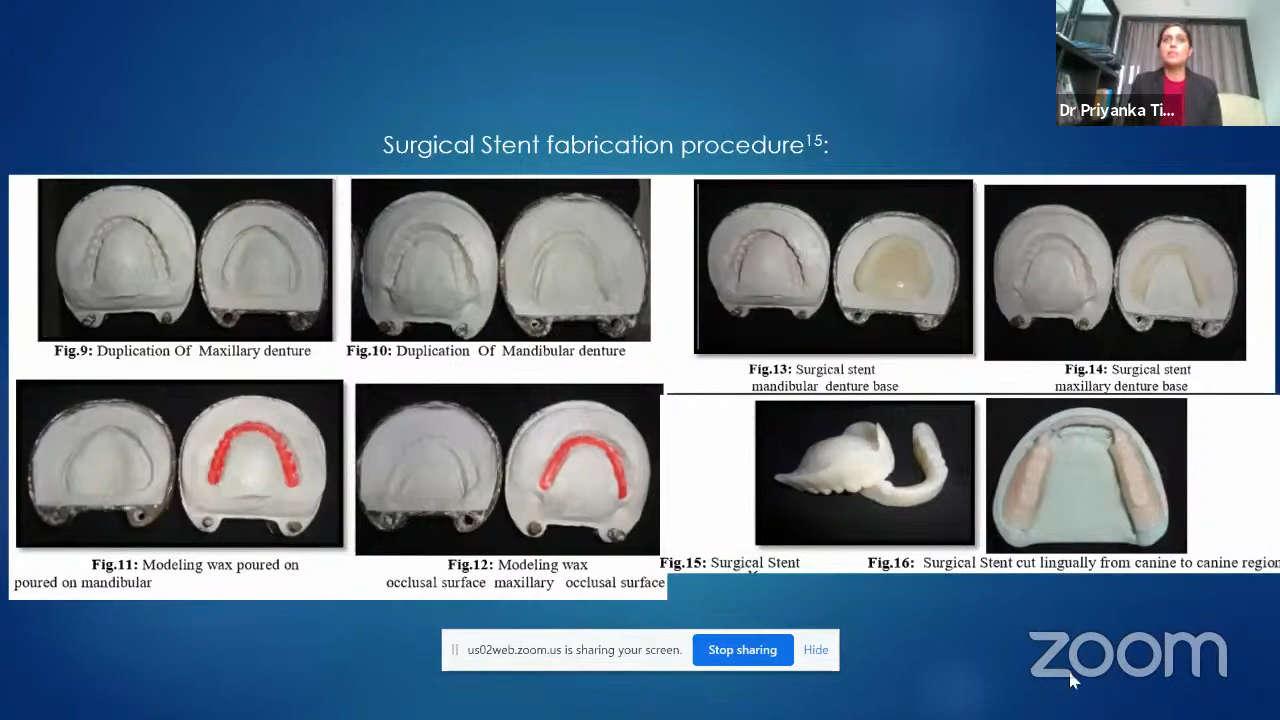 Dr Priyanka Ti...
Surgical Stent fabrication procedure15:
Fig.9: Duplication Of Maxillary denture
Fig.10: Duplication Of Mandibular denture
Fig.13: Surgical stent
mandibular denture base
Fig.14: Surgical stent
maxillary denture base
Fig.11: Modeling wax poured on
poured on mandibular
Fig.12: Modeling wax
occlusal surface maxillary occlusal surface
Fig.15: Surgical Stent
Fig.16: Surgical Stent cut lingually from canine to canine region
us02web.zoom.us is sharing your screen.
Stop sharing
Hide
zoom